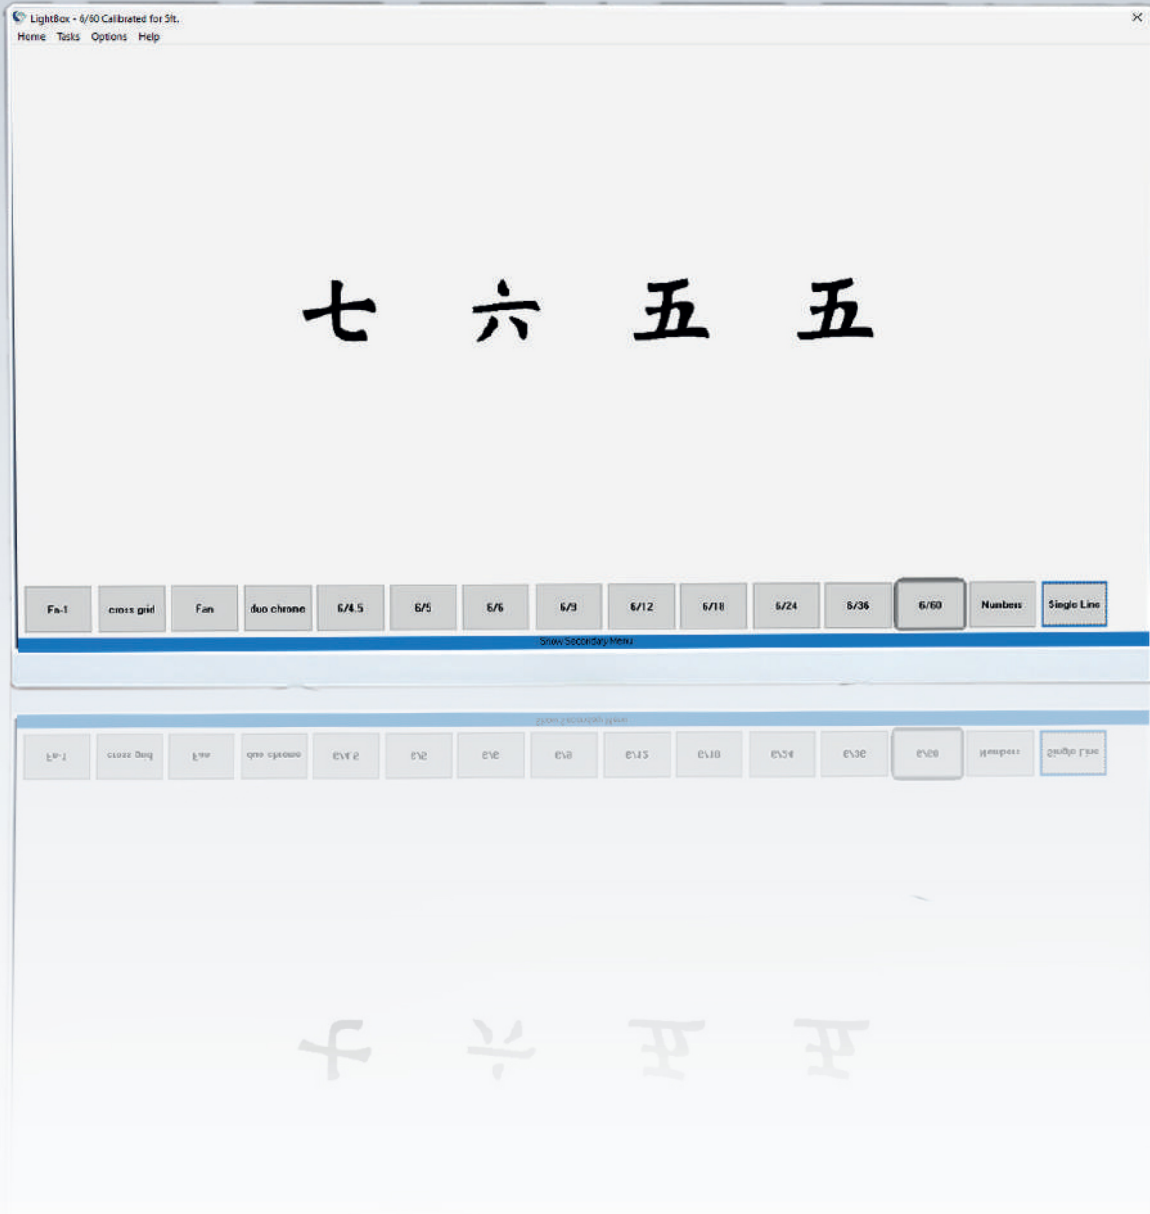 LightBox - 6/60 Calibrated for 5ft.
Home Tasks Options Help
七 六 五 五
Fn-1 cross grid Fan duo chrome 6/4.5 6/5 6/6 6/9 6/12 6/18 6/24 6/36 6/60 Numbers Single Line
Show Secondary Menu